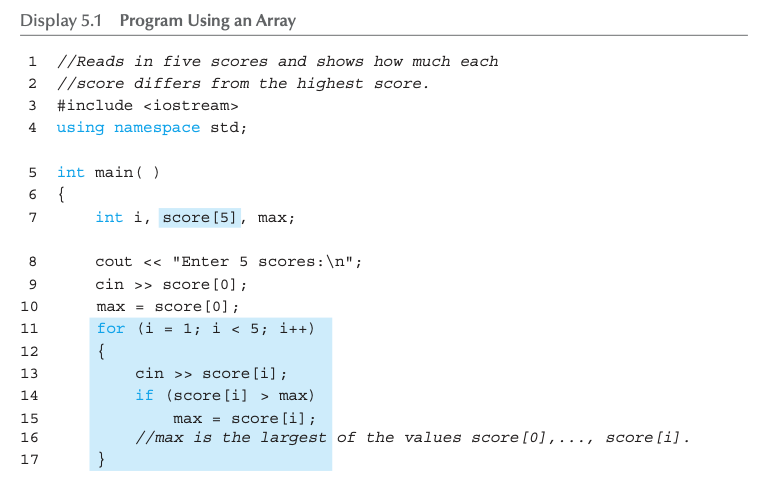 Display 5.1 Program Using an Array
1 //Reads in five scores and shows how much each
2 //score differs from the highest score.
3 #include <iostream>
4 using namespace std;
5 int main( )
6 {
7 int i, score[5], max;
8 cout << "Enter 5 scores:\n";
9 cin >> score[0];
10 max = score[0];
11 for (i = 1; i < 5; i++)
12 {
13 cin >> score[i];
14 if (score[i] > max)
15 max = score[i];
16 //max is the largest of the values score[0],..., score[i].
17 }